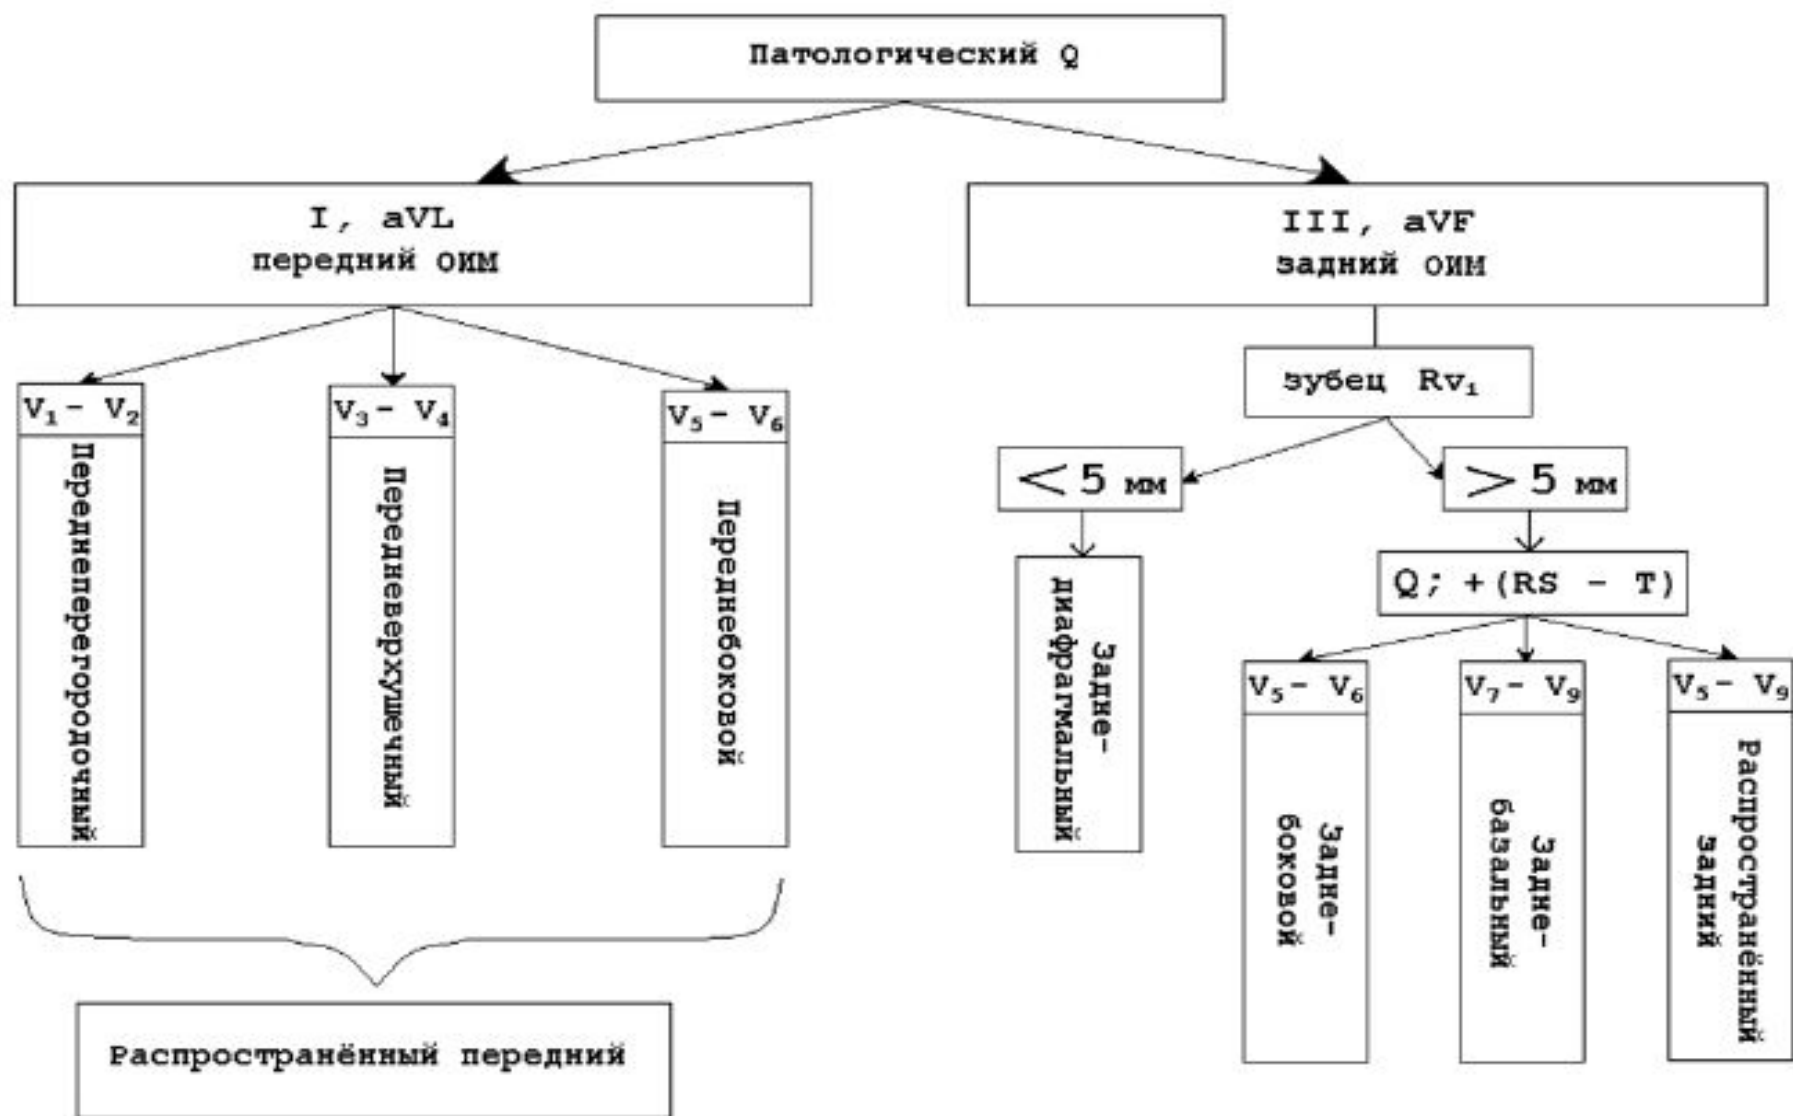 Патологический Q
I, aVL
передний ОИМ
III, aVF
задний ОИМ
зубец Rv₁
V₁ - V₂
Переднеперегородочный
V₃ - V₄
Передневерхушечный
V₅ - V₆
Переднебоковой
< 5 мм
> 5 мм
Задне-
диафрагмальный
Q; +(RS - T)
V₅ - V₆
Задне-
боковой
V₇ - V₉
Задне-
базальный
V₅ - V₉
Распространённый
задний
Распространённый передний